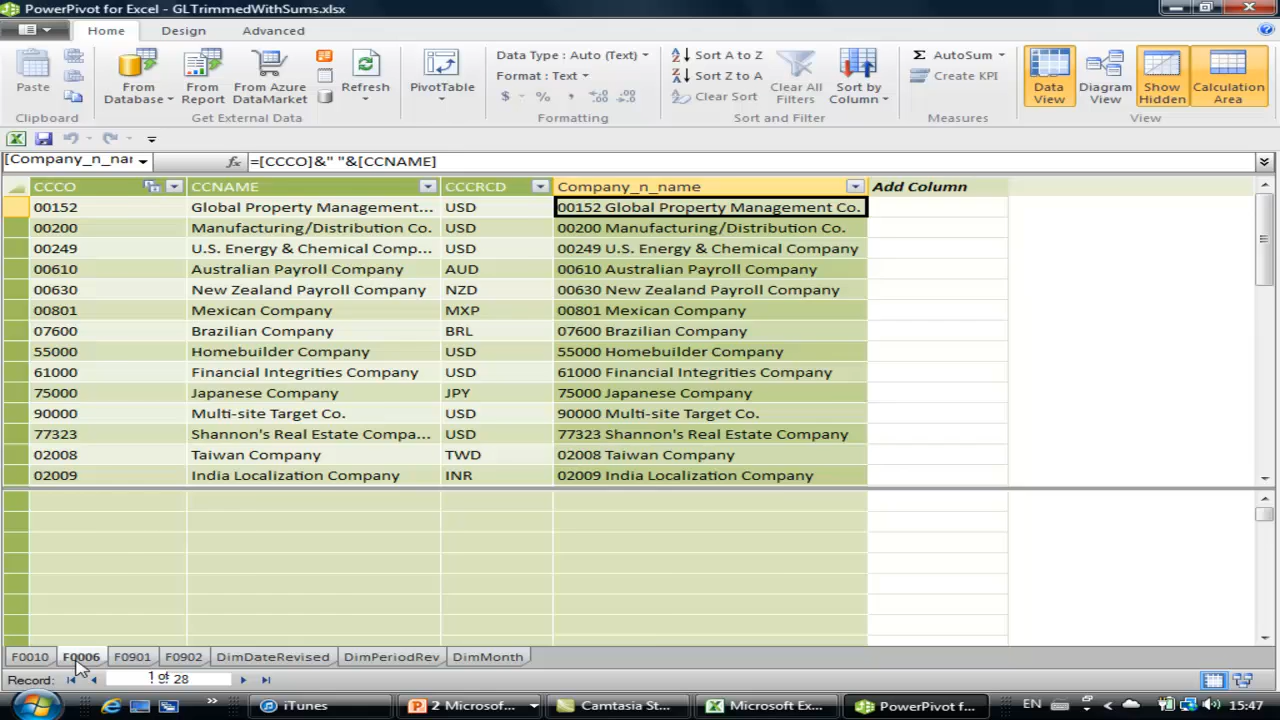 PowerPivot for Excel - GLTrimmedWithSums.xlsx
Home Design Advanced
Paste
Clipboard
From Database
From Report
From Azure DataMarket
Refresh
Get External Data
PivotTable
Data Type : Auto (Text)
Format : Text
$ % ,
Formatting
Sort A to Z
Sort Z to A
Clear Sort
Clear All Filters
Sort by Column
Sort and Filter
AutoSum
Create KPI
Measures
Data View
Diagram View
Show Hidden
Calculation Area
View
[Company_n_nar fx =[CCCO]&" "&[CCNAME]
CCCO CCNAME CCCRCD Company_n_name Add Column
00152 Global Property Management... USD 00152 Global Property Management Co.
00200 Manufacturing/Distribution Co. USD 00200 Manufacturing/Distribution Co.
00249 U.S. Energy & Chemical Comp... USD 00249 U.S. Energy & Chemical Company
00610 Australian Payroll Company AUD 00610 Australian Payroll Company
00630 New Zealand Payroll Company NZD 00630 New Zealand Payroll Company
00801 Mexican Company MXP 00801 Mexican Company
07600 Brazilian Company BRL 07600 Brazilian Company
55000 Homebuilder Company USD 55000 Homebuilder Company
61000 Financial Integrities Company USD 61000 Financial Integrities Company
75000 Japanese Company JPY 75000 Japanese Company
90000 Multi-site Target Co. USD 90000 Multi-site Target Co.
77323 Shannon's Real Estate Compa... USD 77323 Shannon's Real Estate Company
02008 Taiwan Company TWD 02008 Taiwan Company
02009 India Localization Company INR 02009 India Localization Company
F0010 F0006 F0901 F0902 DimDateRevised DimPeriodRev DimMonth
Record: 1 of 28
iTunes 2 Microsof... Camtasia St... Microsoft Ex... PowerPivot f... EN 15:47